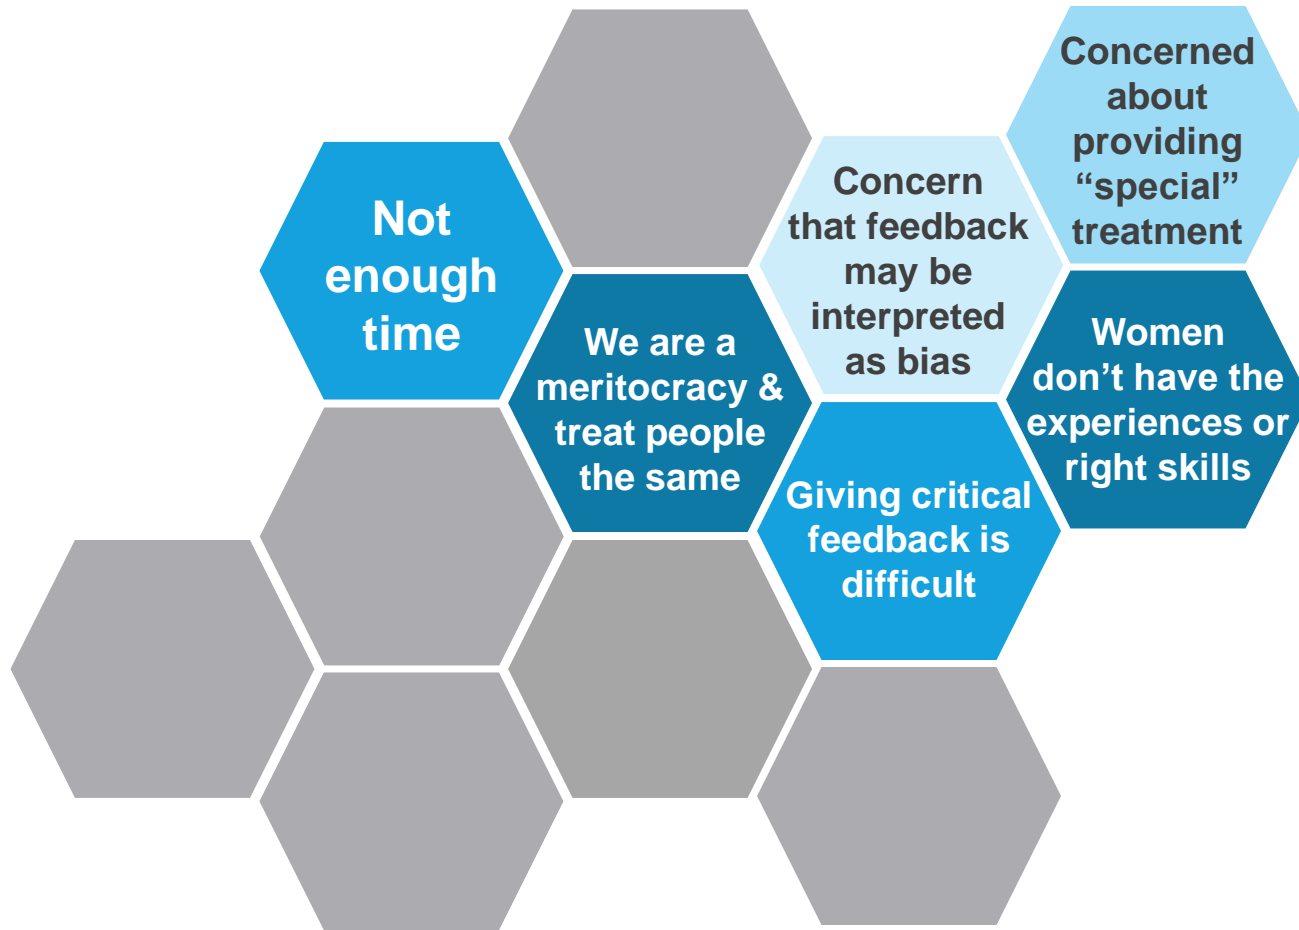 Not
enough
time
We are a
meritocracy &
treat people
the same
Concern
that feedback
may be
interpreted
as bias
Giving critical
feedback is
difficult
Concerned
about
providing
“special”
treatment
Women
don’t have the
experiences or
right skills